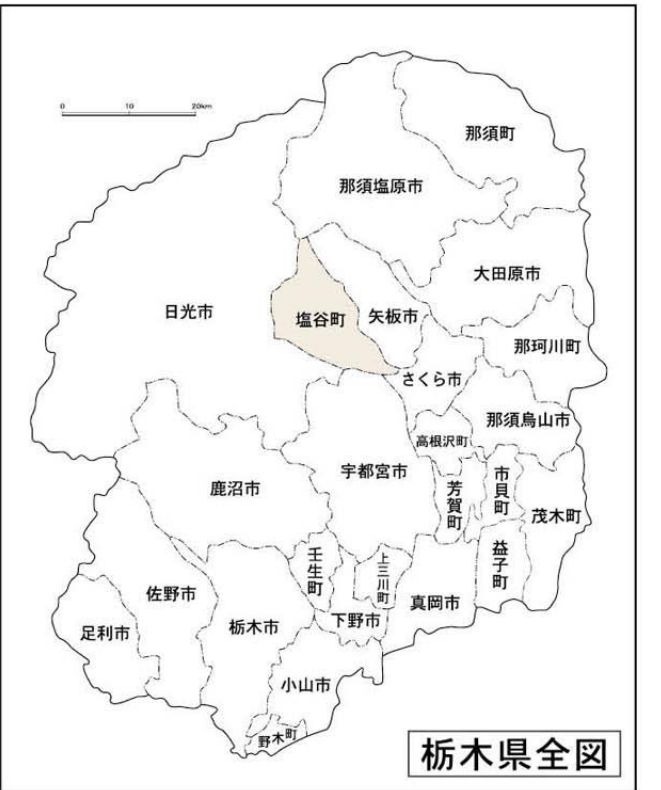 0 10 20km
那須町
那須塩原市
大田原市
日光市
塩谷町
矢板市
那珂川町
さくら市
那須烏山市
高根沢町
宇都宮市
鹿沼市
芳賀町
市貝町
茂木町
益子町
壬生町
上三川町
佐野市
真岡市
下野市
栃木市
足利市
小山市
野木町
栃木県全図